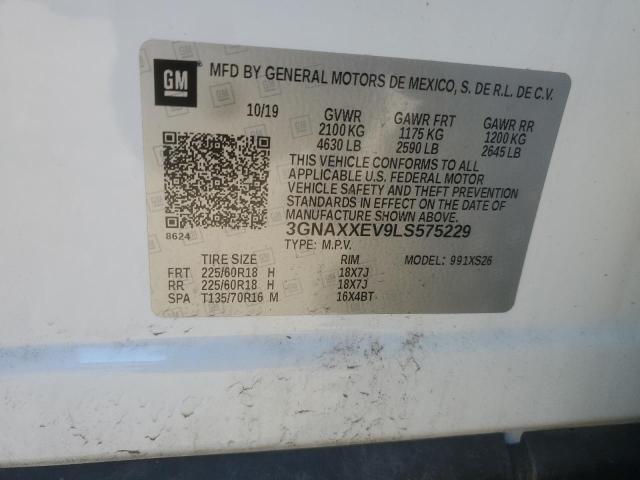 GM MFD BY GENERAL MOTORS DE MEXICO, S. DE R.L. DE C.V.
10/19 GVWR GAWR FRT GAWR RR
2100 KG 1175 KG 1200 KG
4630 LB 2590 LB 2645 LB
THIS VEHICLE CONFORMS TO ALL
APPLICABLE U.S. FEDERAL MOTOR
VEHICLE SAFETY AND THEFT PREVENTION
STANDARDS IN EFFECT ON THE DATE OF
MANUFACTURE SHOWN ABOVE.
8624 3GNAXXEV9LS575229
TYPE: M.P.V. MODEL: 991XS26
TIRE SIZE RIM
FRT 225/60R18 H 18X7J
RR 225/60R18 H 18X7J
SPA T135/70R16 M 16X4BT